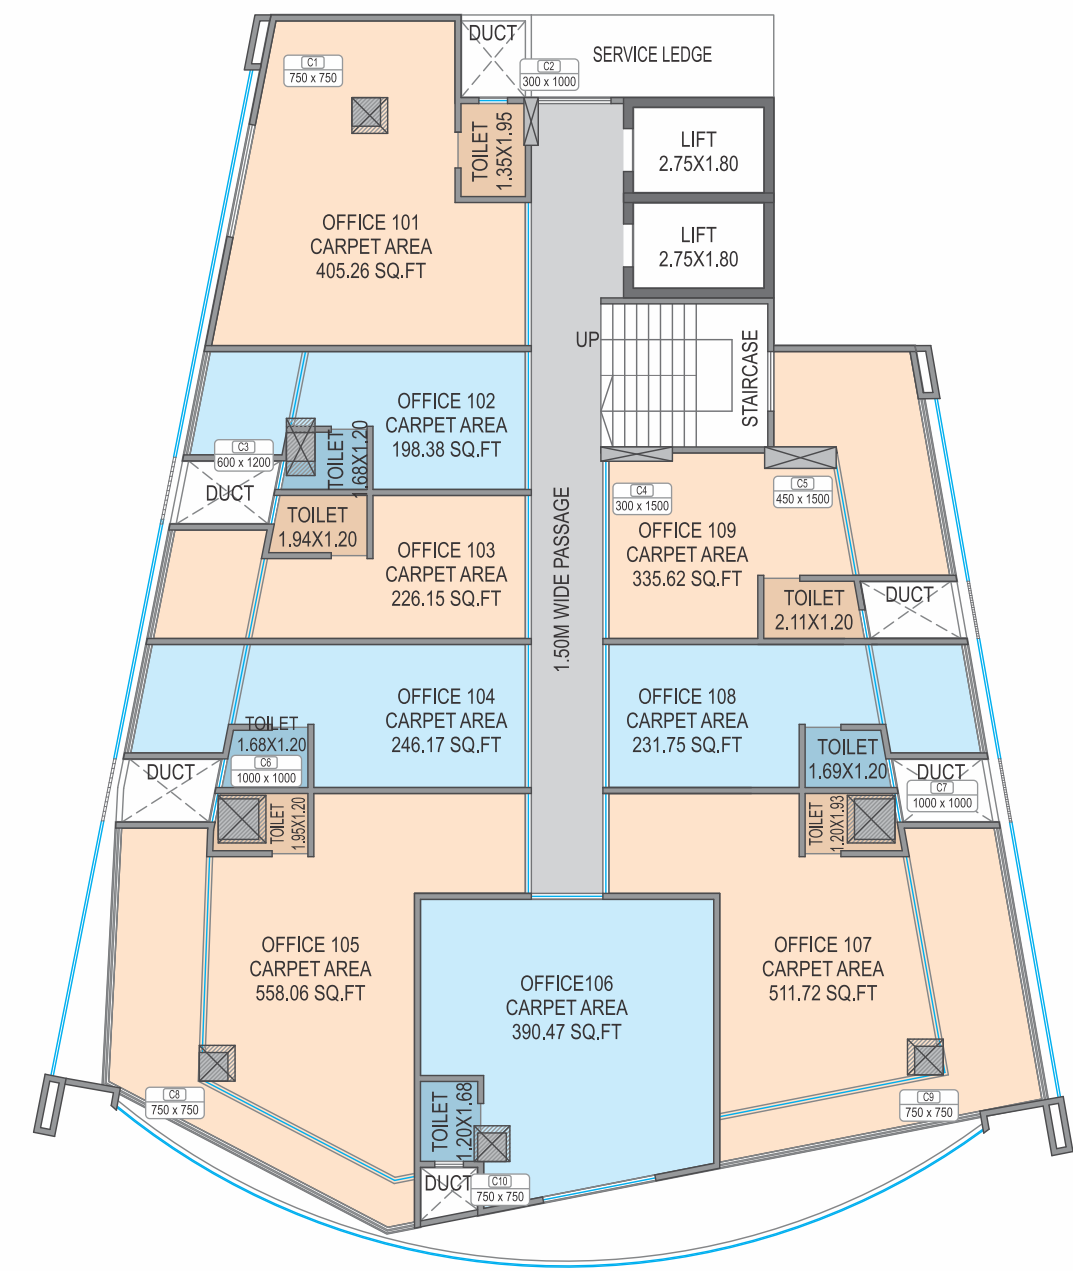 DUCT
SERVICE LEDGE
C1
750 x 750
C2
300 x 1000
TOILET
1.35X1.95
LIFT
2.75X1.80
OFFICE 101
CARPET AREA
405.26 SQ.FT
LIFT
2.75X1.80
UP
STAIRCASE
OFFICE 102
CARPET AREA
198.38 SQ.FT
TOILET
1.68X1.20
C3
600 x 1200
DUCT
TOILET
1.94X1.20
OFFICE 103
CARPET AREA
226.15 SQ.FT
1.50M WIDE PASSAGE
C4
300 x 1500
C5
450 x 1500
OFFICE 109
CARPET AREA
335.62 SQ.FT
TOILET
2.11X1.20
DUCT
OFFICE 104
CARPET AREA
246.17 SQ.FT
OFFICE 108
CARPET AREA
231.75 SQ.FT
TOILET
1.68X1.20
C6
1000 x 1000
DUCT
TOILET
1.69X1.20
DUCT
C7
1000 x 1000
TOILET
1.95X1.20
TOILET
1.20X1.93
OFFICE 105
CARPET AREA
558.06 SQ.FT
OFFICE106
CARPET AREA
390.47 SQ.FT
OFFICE 107
CARPET AREA
511.72 SQ.FT
C8
750 x 750
TOILET
1.20X1.68
C9
750 x 750
DUCT
C10
750 x 750